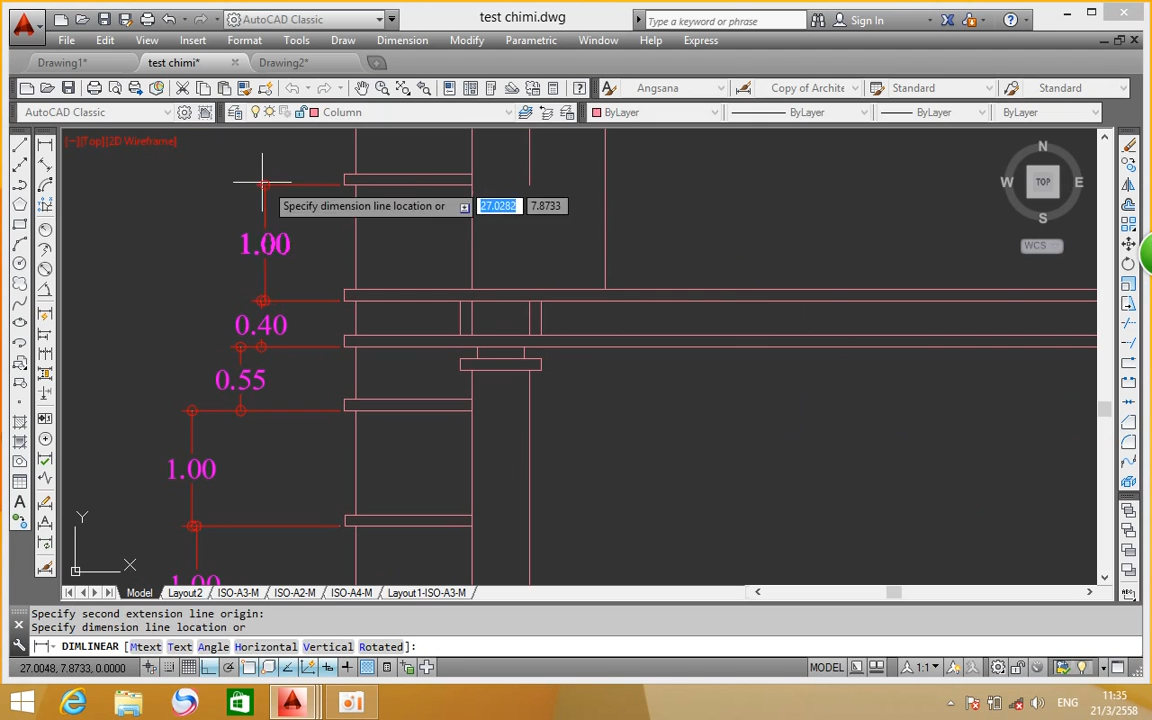 AutoCAD Classic
test chimi.dwg
Type a keyword or phrase
Sign In
File Edit View Insert Format Tools Draw Dimension Modify Parametric Window Help Express
Drawing1* test chimi* Drawing2*
Angsana Copy of Archite Standard Standard
AutoCAD Classic Column ByLayer ByLayer ByLayer
[−][Top][2D Wireframe]
N
W TOP E
S
WCS
Specify dimension line location or 27.0282 7.8733
1.00
0.40
0.55
1.00
1.00
Y
X
Model Layout2 ISO-A3-M ISO-A2-M ISO-A4-M Layout1-ISO-A3-M
Specify second extension line origin:
Specify dimension line location or
DIMLINEAR [Mtext Text Angle Horizontal Vertical Rotated]:
27.0048, 7.8733, 0.0000 MODEL 1:1
ENG 11:35
21/3/2558